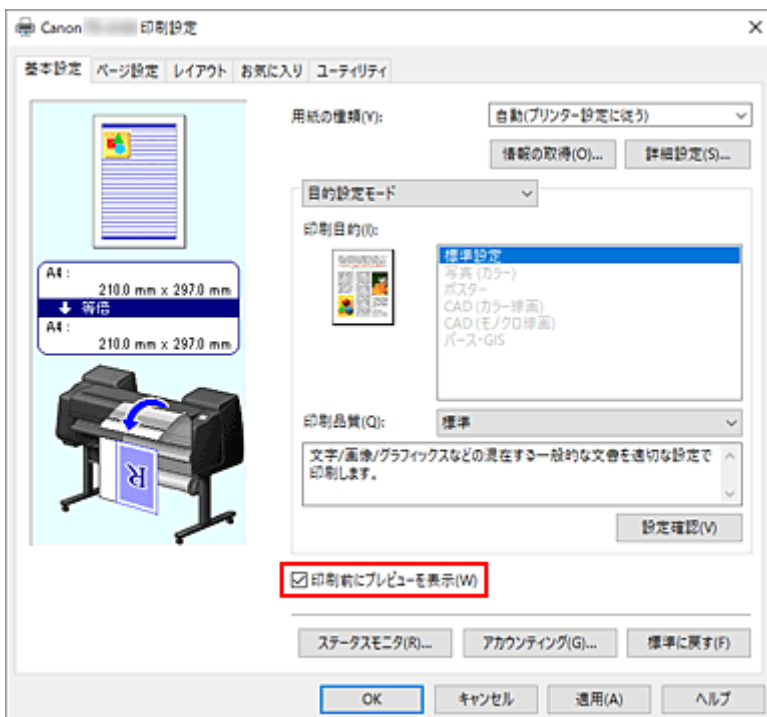 Canon 印刷設定
基本設定 ページ設定 レイアウト お気に入り ユーティリティ
用紙の種類(Y): 自動(プリンター設定に従う)
情報の取得(O)... 詳細設定(S)...
目的設定モード
印刷目的(I):
標準設定
写真 (カラー)
ポスター
CAD (カラー線画)
CAD (モノクロ線画)
パース・GIS
A4 :
210.0 mm x 297.0 mm
等倍
A4 :
210.0 mm x 297.0 mm
R
印刷品質(Q): 標準
文字/画像/グラフィックスなどの混在する一般的な文書を適切な設定で
印刷します。
設定確認(V)
印刷前にプレビューを表示(W)
ステータスモニタ(R)... アカウンティング(G)... 標準に戻す(F)
OK キャンセル 適用(A) ヘルプ